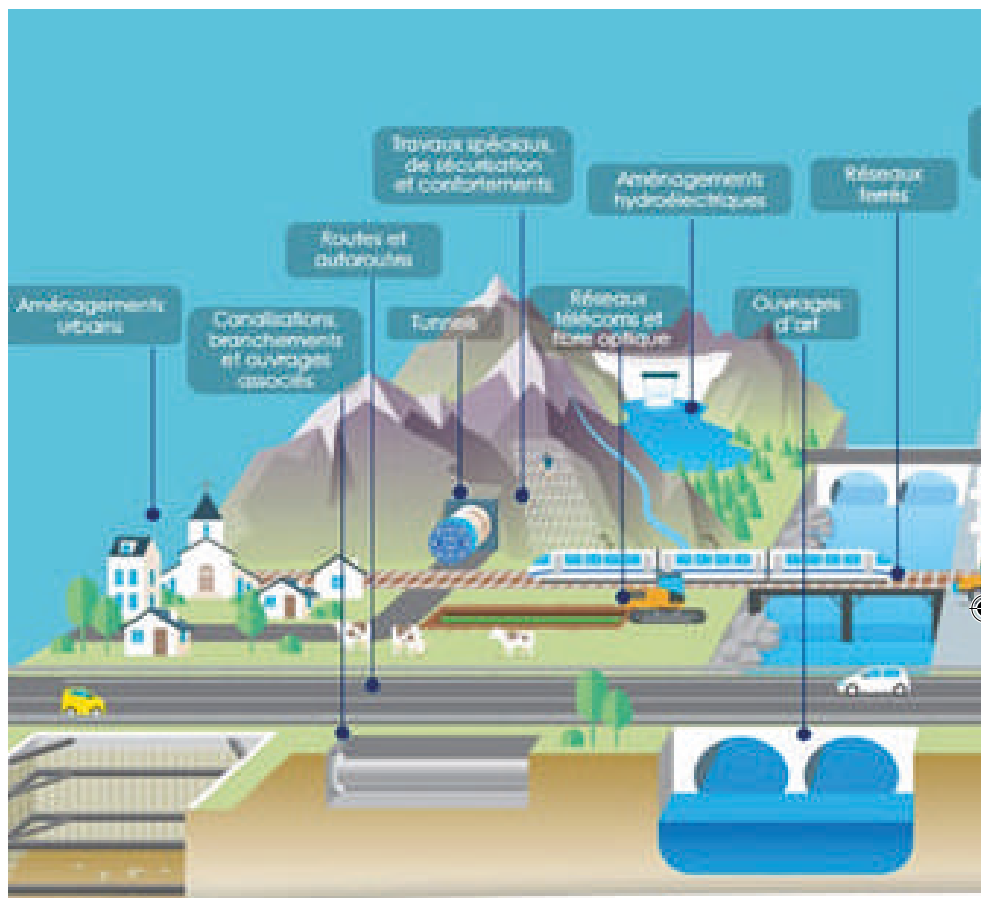 Travaux spéciaux,
de sécurisation
et confortements
Aménagements
hydroélectriques
Réseaux
ferrés
Routes et
autoroutes
Aménagements
urbains
Canalisations,
branchements
et ouvrages
associés
Tunnels
Réseaux
télécoms et
fibre optique
Ouvrages
d'art